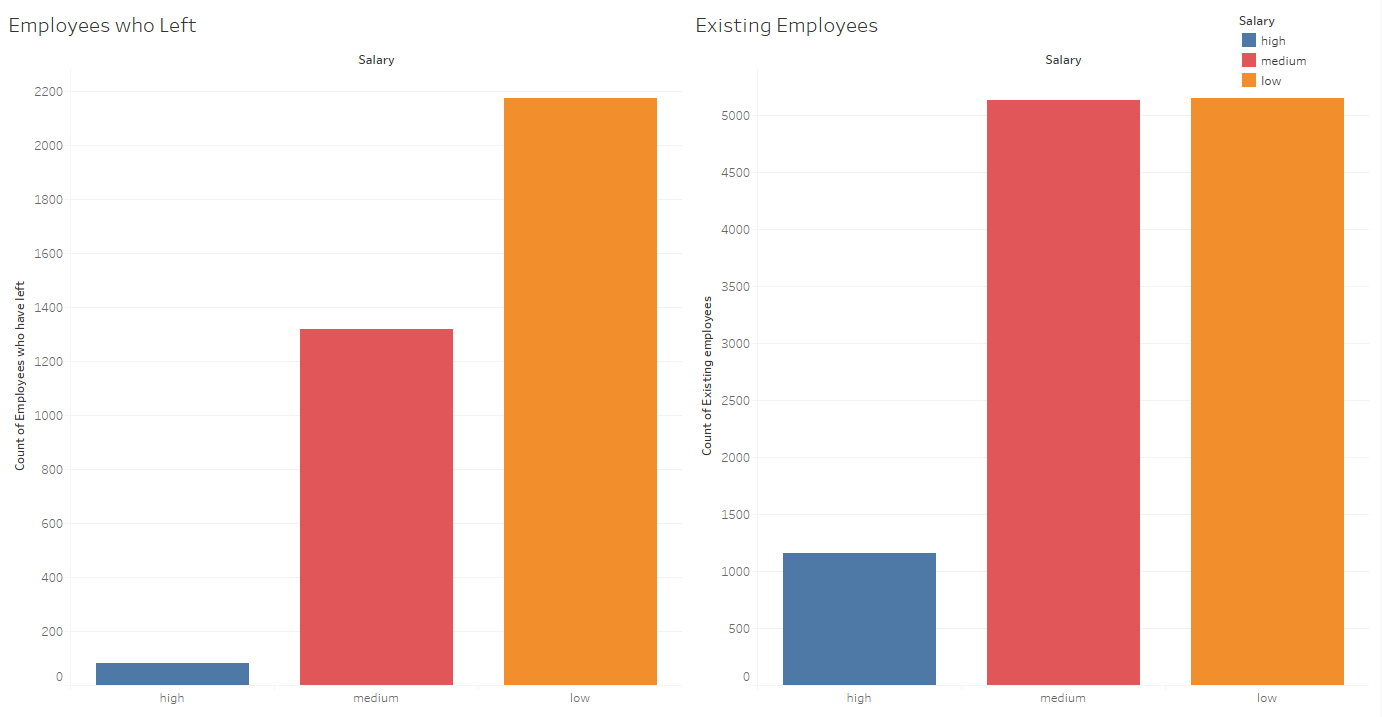 Employees who Left
Salary
Count of Employees who have left
2200
2000
1800
1600
1400
1200
1000
800
600
400
200
0
high
medium
low
Existing Employees
Salary
Count of Existing employees
5000
4500
4000
3500
3000
2500
2000
1500
1000
500
0
high
medium
low
Salary
high
medium
low